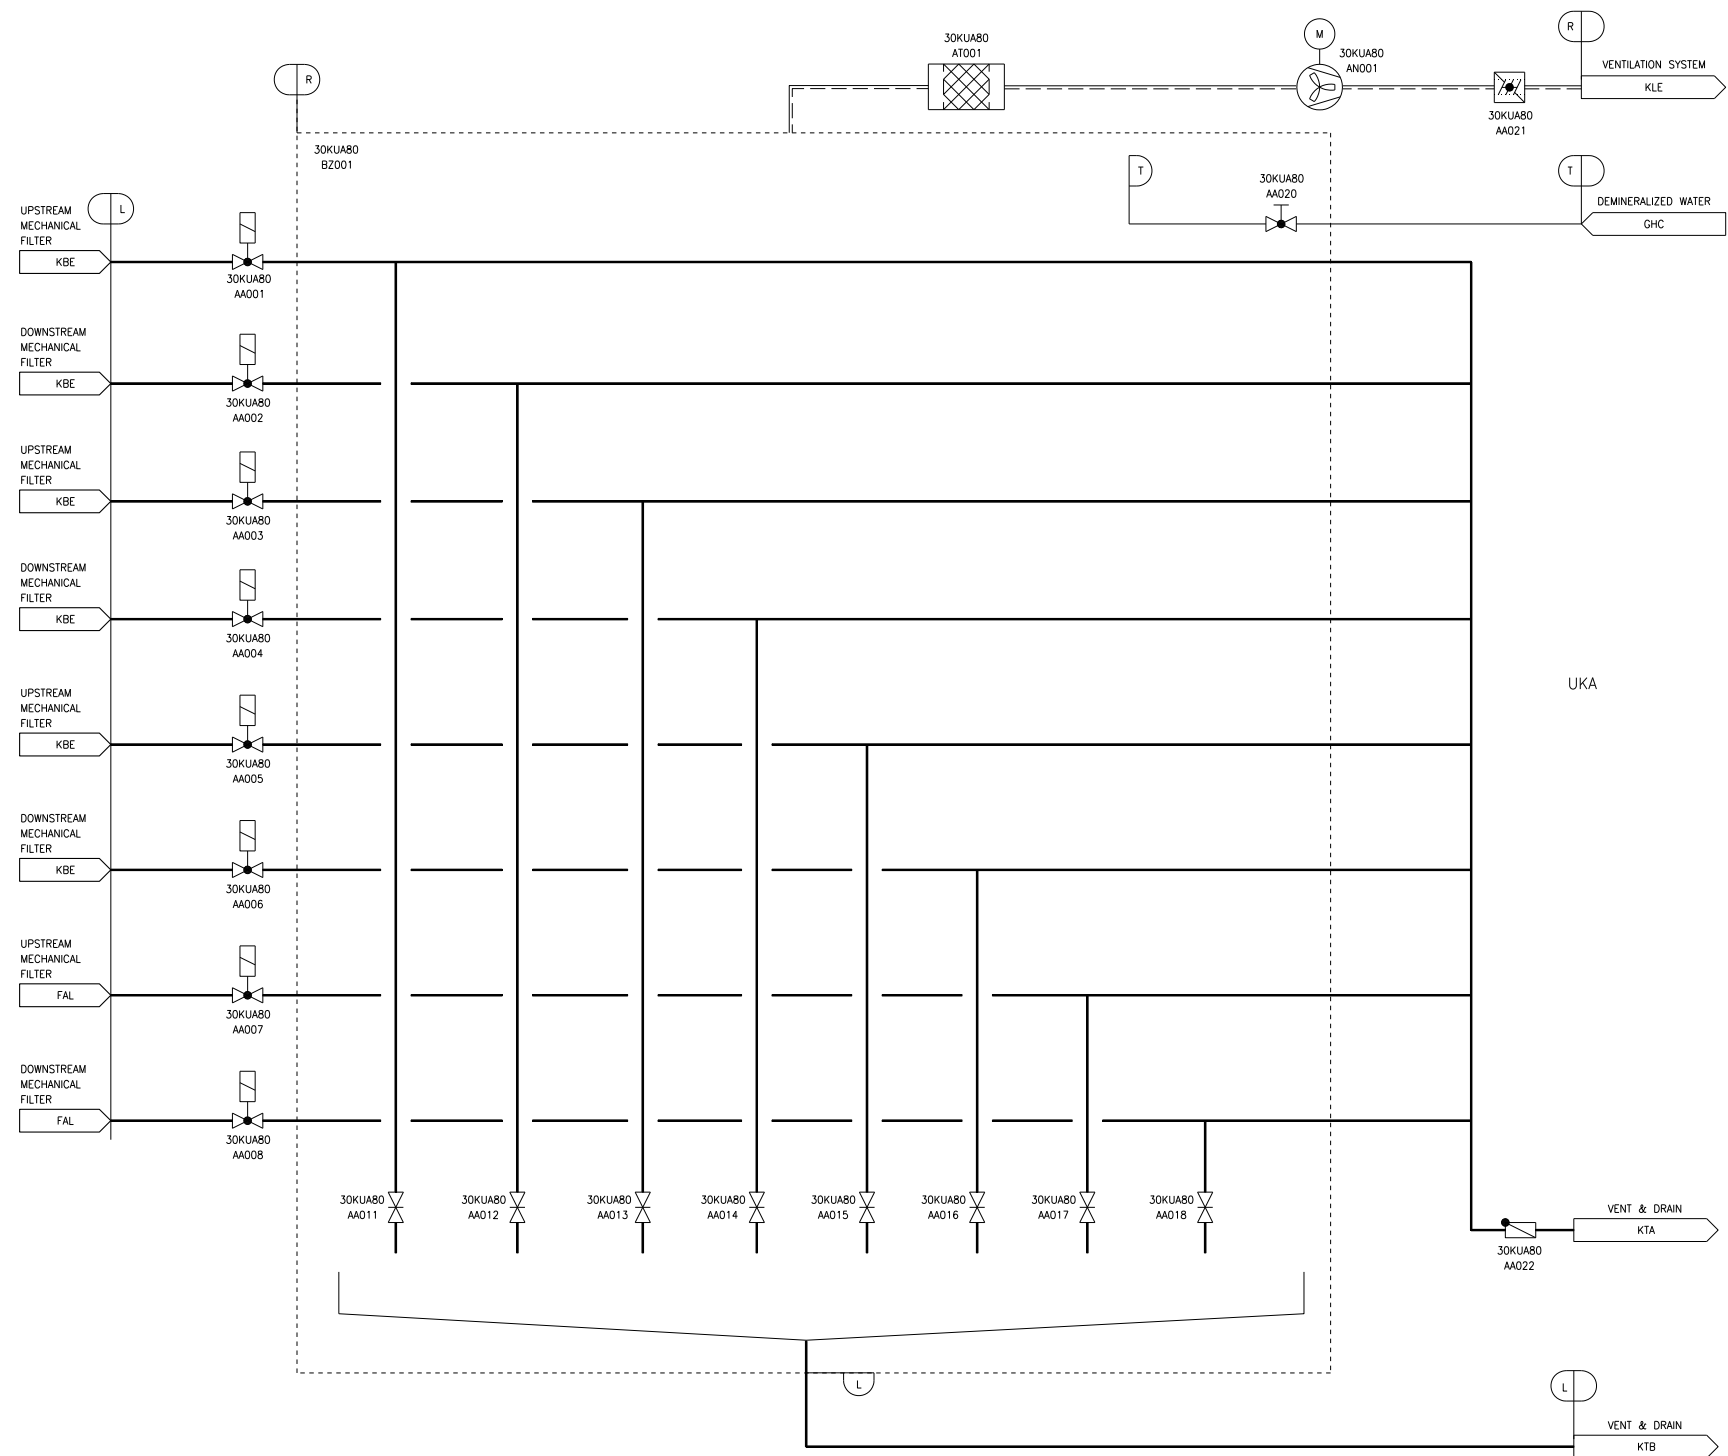 30KUA80
AT001
M
30KUA80
AN001
R
VENTILATION SYSTEM
KLE
30KUA80
AA021
R
30KUA80
BZ001
T
30KUA80
AA020
T
DEMINERALIZED WATER
GHC
L
UPSTREAM
MECHANICAL
FILTER
KBE
30KUA80
AA001
DOWNSTREAM
MECHANICAL
FILTER
KBE
30KUA80
AA002
UPSTREAM
MECHANICAL
FILTER
KBE
30KUA80
AA003
DOWNSTREAM
MECHANICAL
FILTER
KBE
30KUA80
AA004
UPSTREAM
MECHANICAL
FILTER
KBE
30KUA80
AA005
UKA
DOWNSTREAM
MECHANICAL
FILTER
KBE
30KUA80
AA006
UPSTREAM
MECHANICAL
FILTER
FAL
30KUA80
AA007
DOWNSTREAM
MECHANICAL
FILTER
FAL
30KUA80
AA008
30KUA80
AA011
30KUA80
AA012
30KUA80
AA013
30KUA80
AA014
30KUA80
AA015
30KUA80
AA016
30KUA80
AA017
30KUA80
AA018
VENT & DRAIN
KTA
30KUA80
AA022
L
L
VENT & DRAIN
KTB